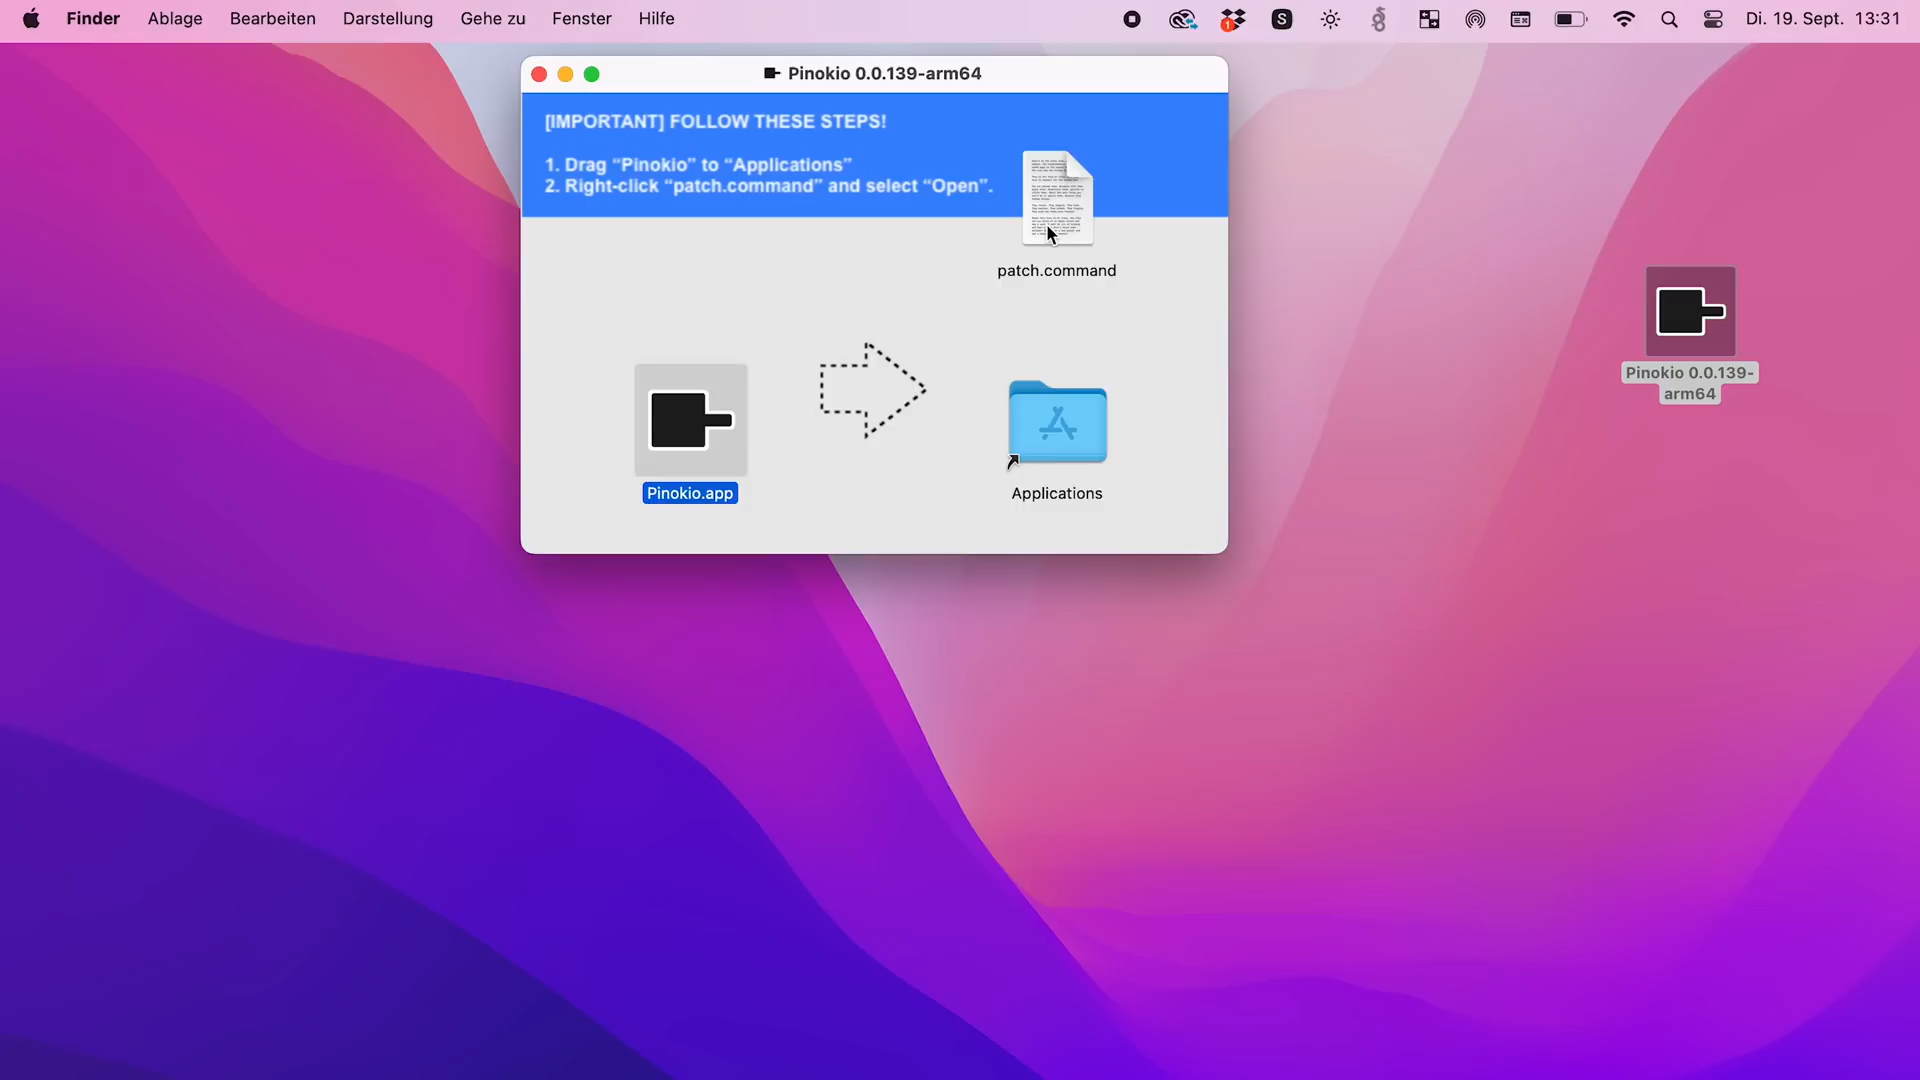 Finder Ablage Bearbeiten Darstellung Gehe zu Fenster Hilfe
1 S Di. 19. Sept. 13:31
Pinokio 0.0.139-arm64
[IMPORTANT] FOLLOW THESE STEPS!
1. Drag “Pinokio” to “Applications”
2. Right-click “patch.command” and select “Open”.
patch.command
Pinokio.app
Applications
Pinokio 0.0.139-
arm64